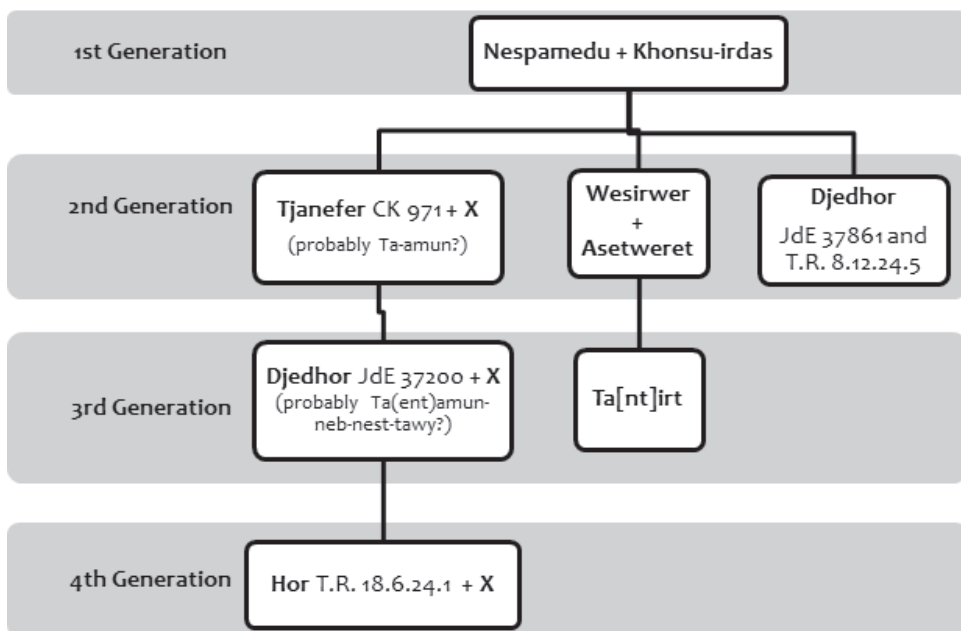 1st Generation
Nespamedu + Khonsu-irdas
2nd Generation
Tjanefer CK 971 + X
(probably Ta-amun?)
Wesirwer
+
Asetweret
Djedhor
JdE 37861 and
T.R. 8.12.24.5
3rd Generation
Djedhor JdE 37200 + X
(probably Ta(ent)amun-
neb-nest-tawy?)
Ta[nt]irt
4th Generation
Hor T.R. 18.6.24.1 + X